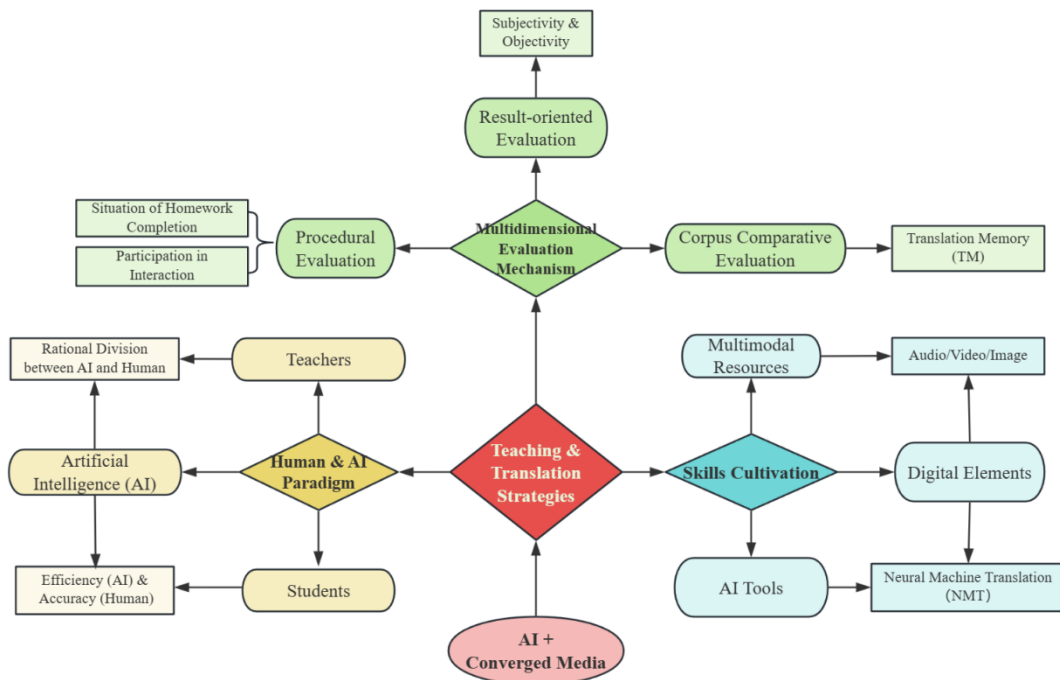 Subjectivity &
Objectivity
Result-oriented
Evaluation
Situation of Homework
Completion
Participation in
Interaction
Procedural
Evaluation
Multidimensional
Evaluation
Mechanism
Corpus Comparative
Evaluation
Translation Memory
(TM)
Rational Division
between AI and Human
Teachers
Artificial
Intelligence (AI)
Human & AI
Paradigm
Efficiency (AI) &
Accuracy (Human)
Students
Teaching &
Translation
Strategies
Multimodal
Resources
Audio/Video/Image
Skills Cultivation
Digital Elements
AI Tools
Neural Machine Translation
(NMT)
AI +
Converged Media